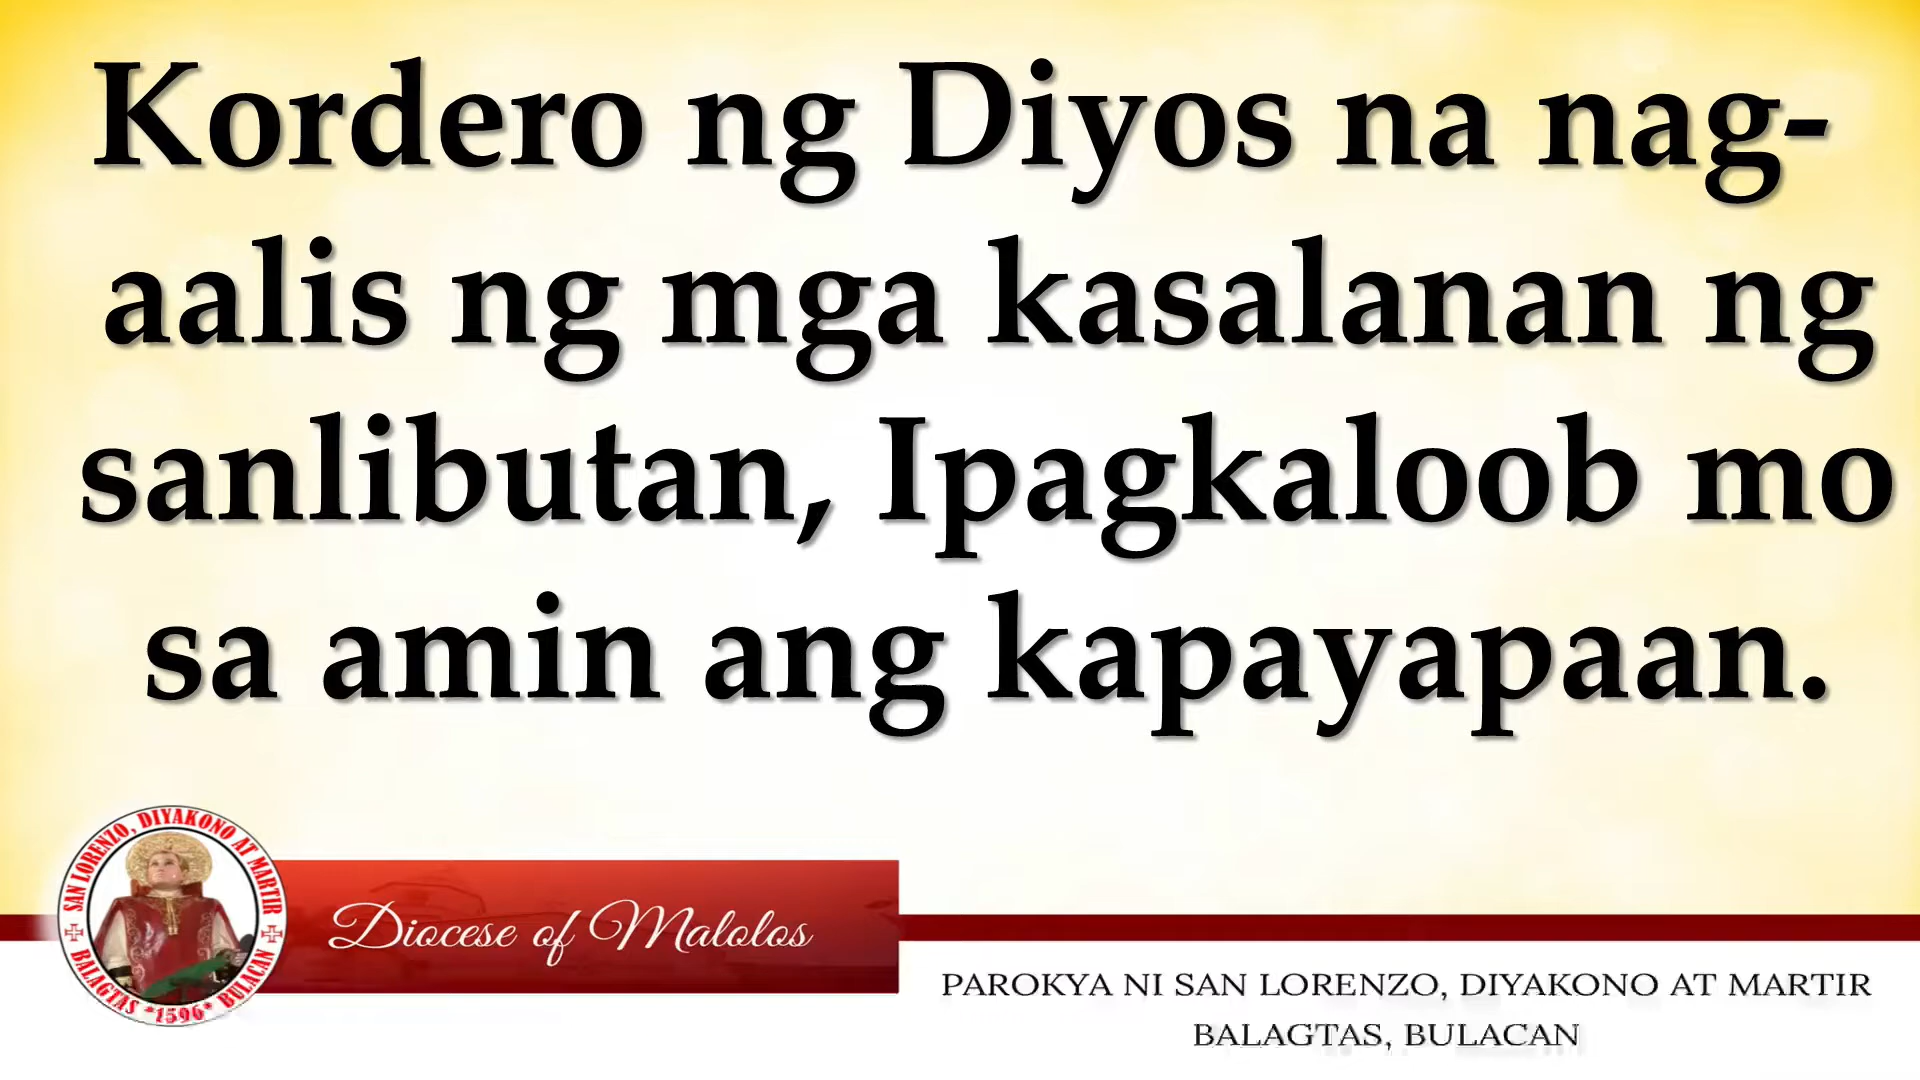 Kordero ng Diyos na nag-
aalis ng mga kasalanan ng
sanlibutan, Ipagkaloob mo
sa amin ang kapayapaan.
SAN LORENZO, DIYAKONO AT MARTIR
BALAGTAS *1596* BULACAN
Diocese of Malolos
PAROKYA NI SAN LORENZO, DIYAKONO AT MARTIR
BALAGTAS, BULACAN